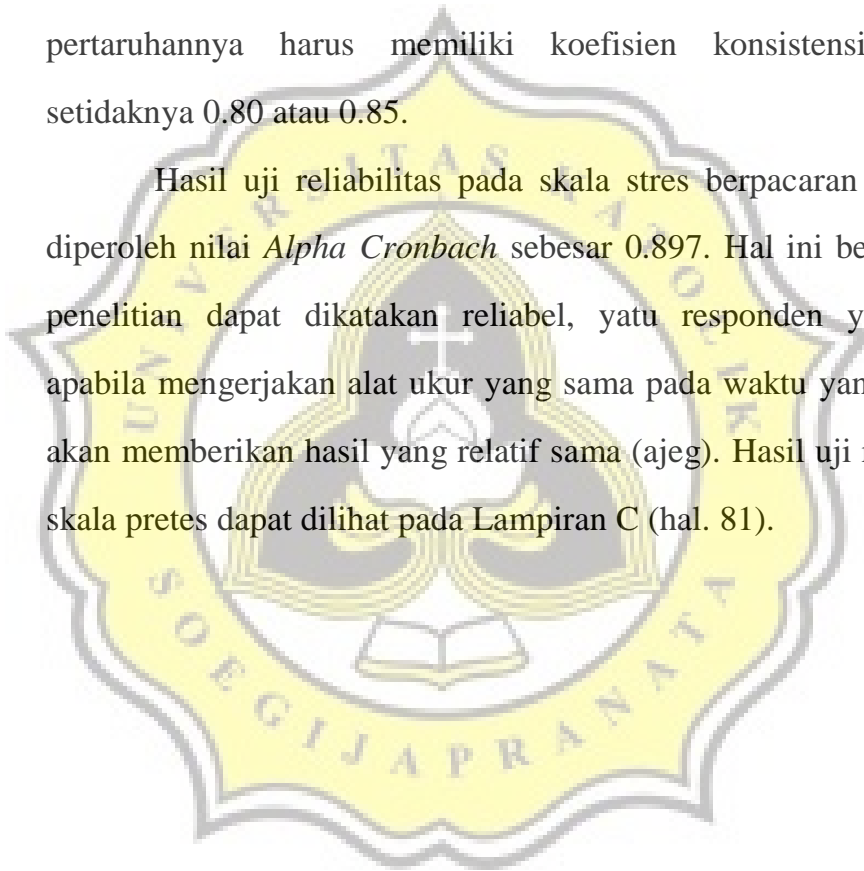 pertaruhannya harus memiliki koefisien konsistensi
setidaknya 0.80 atau 0.85.
Hasil uji reliabilitas pada skala stres berpacaran
diperoleh nilai Alpha Cronbach sebesar 0.897. Hal ini be
penelitian dapat dikatakan reliabel, yatu responden y
apabila mengerjakan alat ukur yang sama pada waktu yan
akan memberikan hasil yang relatif sama (ajeg). Hasil uji
skala pretes dapat dilihat pada Lampiran C (hal. 81).
UNIVERSITAS KATOLIK
SOEGIJAPRANATA